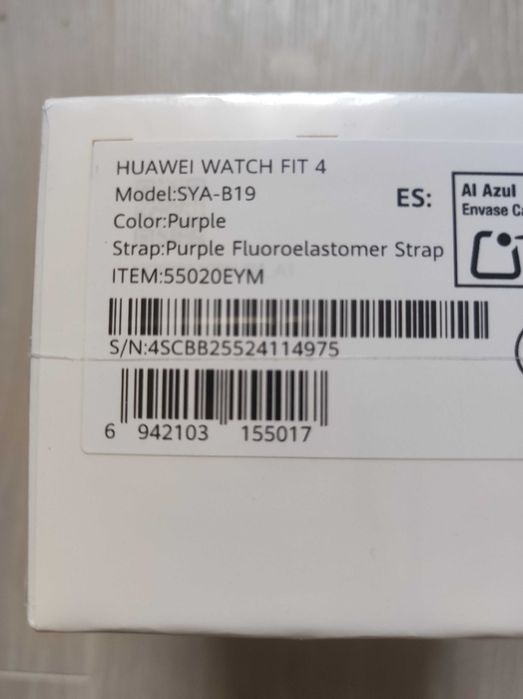 HUAWEI WATCH FIT 4
Model:SYA-B19
Color:Purple
Strap:Purple Fluoroelastomer Strap
ITEM:55020EYM
S/N:4SCBB25524114975
6 942103 155017
ES:
Al Azul
Envase